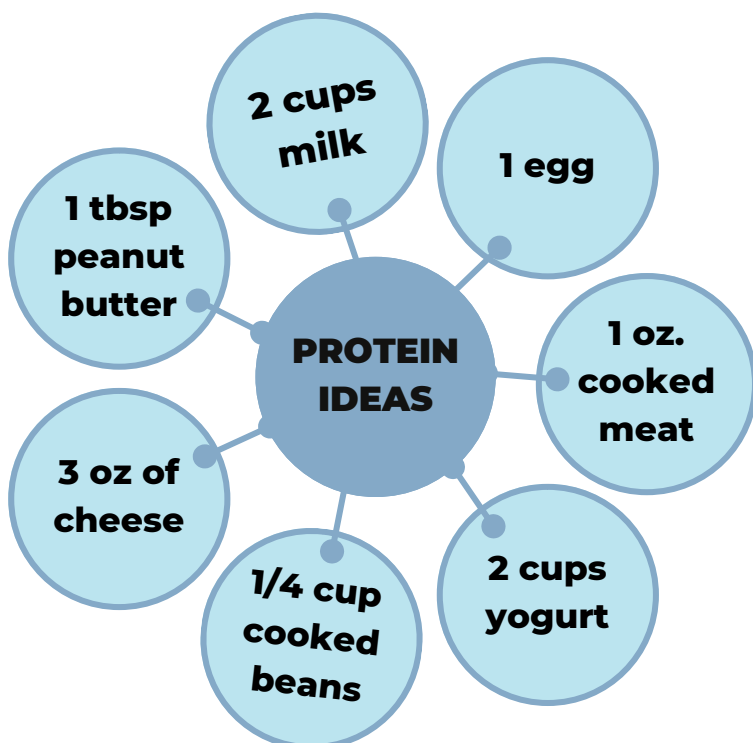 PROTEIN
IDEAS
2 cups
milk
1 egg
1 oz.
cooked
meat
2 cups
yogurt
1/4 cup
cooked
beans
3 oz of
cheese
1 tbsp
peanut
butter